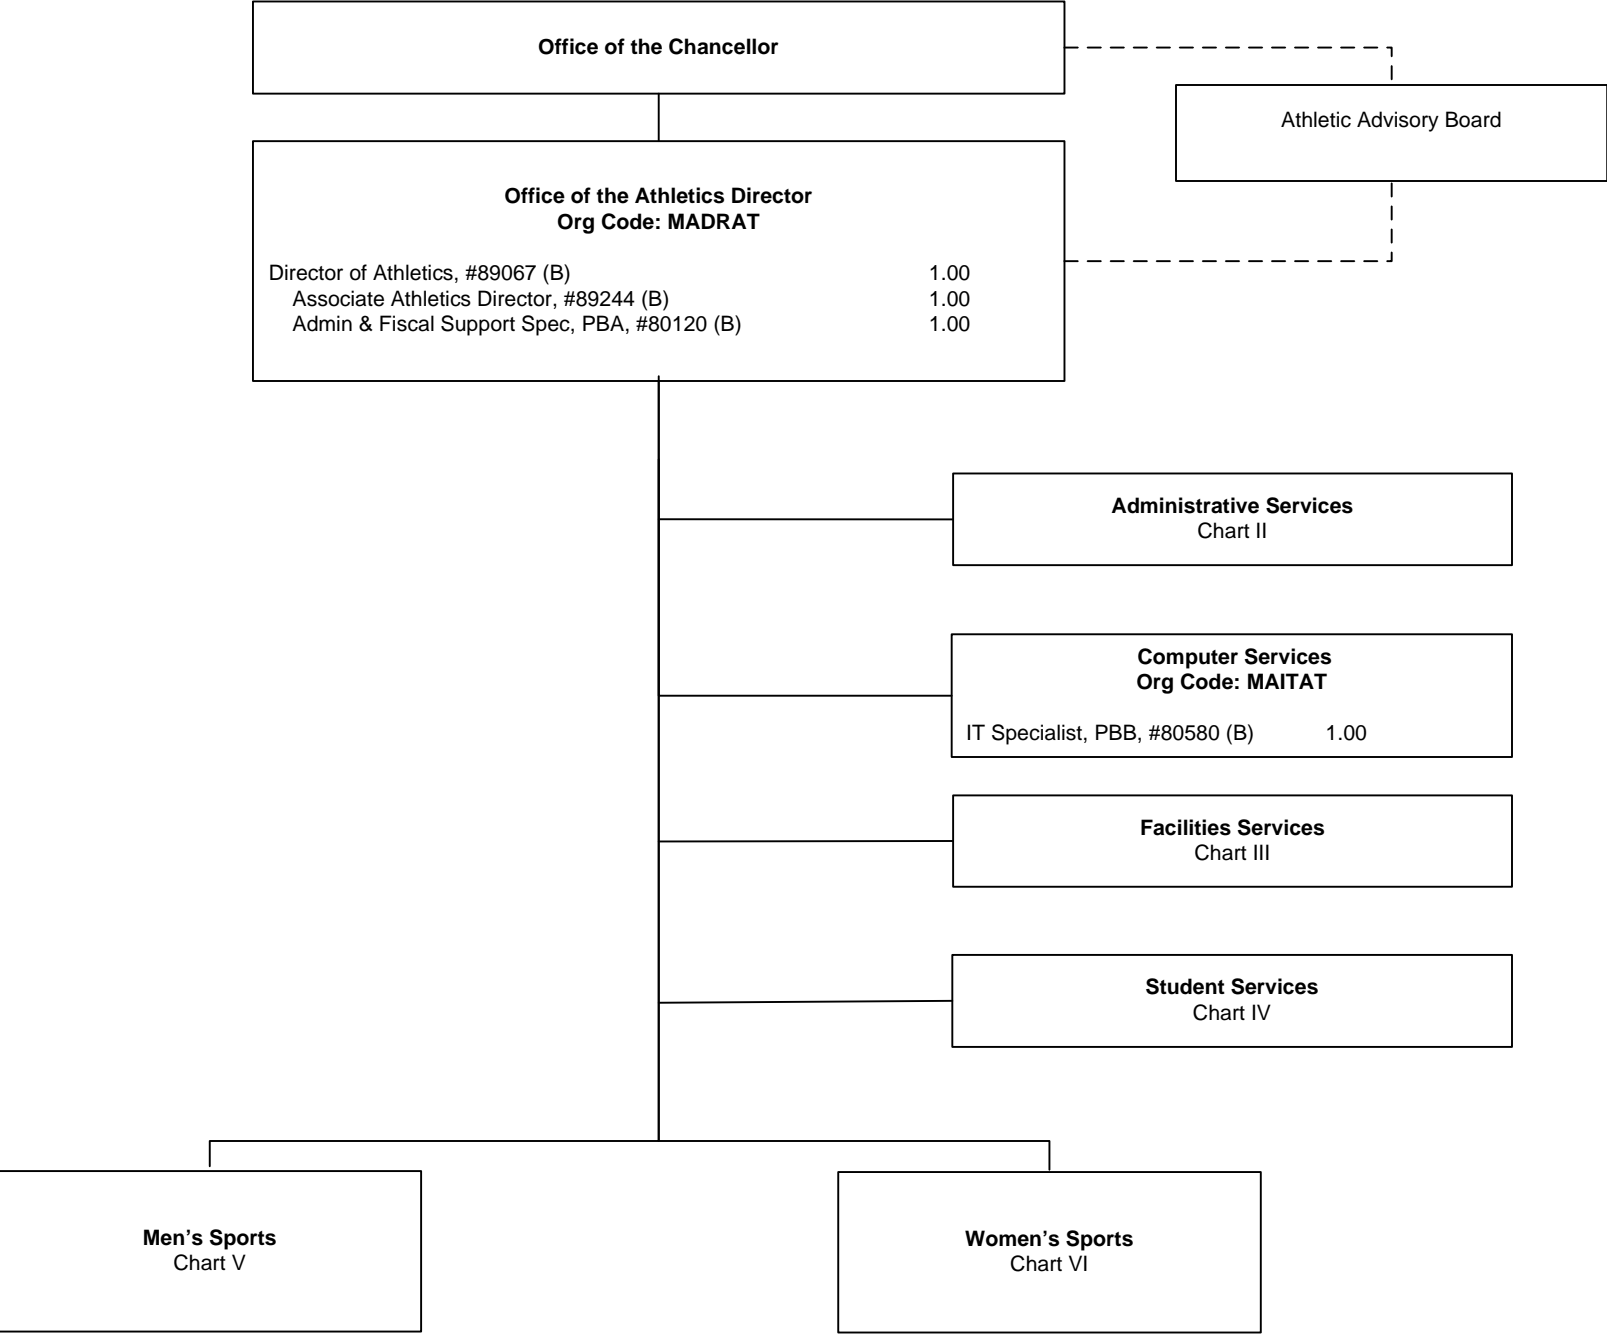 Office of the Chancellor
Athletic Advisory Board
Office of the Athletics Director
Org Code: MADRAT
Director of Athletics, #89067 (B) 1.00
Associate Athletics Director, #89244 (B) 1.00
Admin & Fiscal Support Spec, PBA, #80120 (B) 1.00
Administrative Services
Chart II
Computer Services
Org Code: MAITAT
IT Specialist, PBB, #80580 (B) 1.00
Facilities Services
Chart III
Student Services
Chart IV
Men’s Sports
Chart V
Women’s Sports
Chart VI